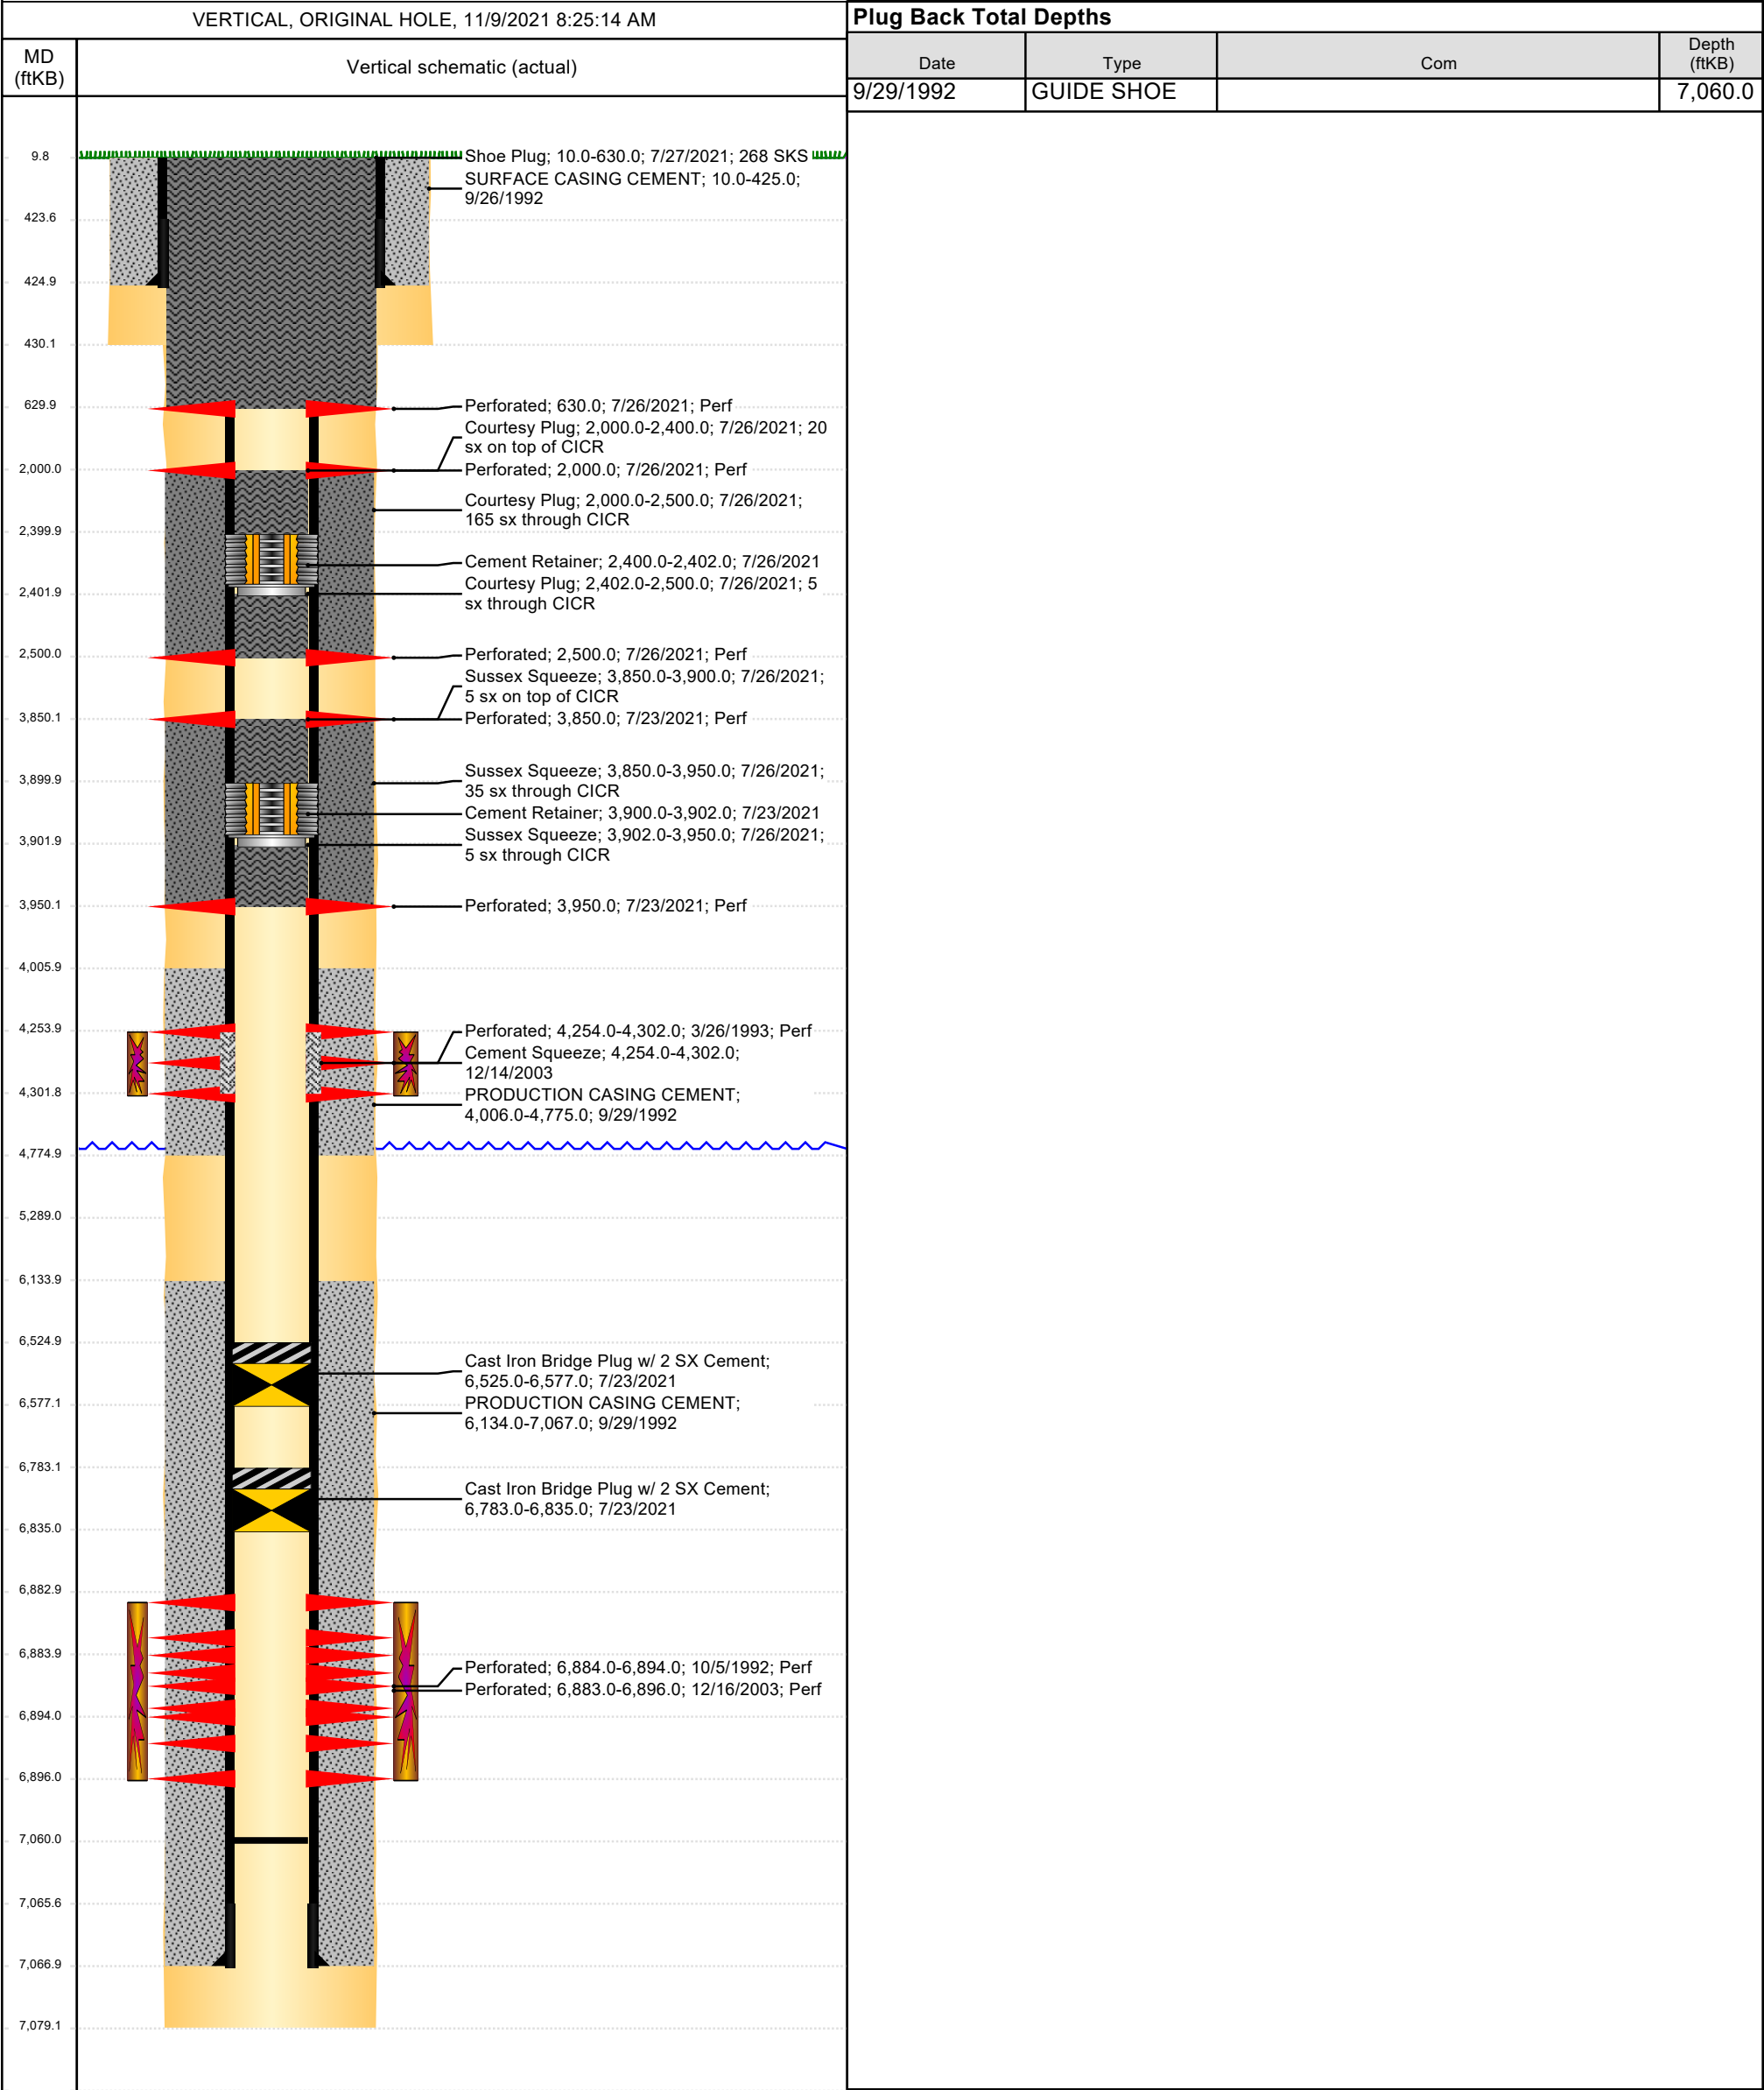 VERTICAL, ORIGINAL HOLE, 11/9/2021 8:25:14 AM
MD
(ftKB)
Vertical schematic (actual)
Plug Back Total Depths
Date
Type
Com
Depth
(ftKB)
9/29/1992
GUIDE SHOE
7,060.0
9.8
423.6
424.9
430.1
629.9
2,000.0
2,399.9
2,401.9
2,500.0
3,850.1
3,899.9
3,901.9
3,950.1
4,005.9
4,253.9
4,301.8
4,774.9
5,289.0
6,133.9
6,524.9
6,577.1
6,783.1
6,835.0
6,882.9
6,883.9
6,894.0
6,896.0
7,060.0
7,065.6
7,066.9
7,079.1
Shoe Plug; 10.0-630.0; 7/27/2021; 268 SKS
SURFACE CASING CEMENT; 10.0-425.0;
9/26/1992
Perforated; 630.0; 7/26/2021; Perf
Courtesy Plug; 2,000.0-2,400.0; 7/26/2021; 20
sx on top of CICR
Perforated; 2,000.0; 7/26/2021; Perf
Courtesy Plug; 2,000.0-2,500.0; 7/26/2021;
165 sx through CICR
Cement Retainer; 2,400.0-2,402.0; 7/26/2021
Courtesy Plug; 2,402.0-2,500.0; 7/26/2021; 5
sx through CICR
Perforated; 2,500.0; 7/26/2021; Perf
Sussex Squeeze; 3,850.0-3,900.0; 7/26/2021;
5 sx on top of CICR
Perforated; 3,850.0; 7/23/2021; Perf
Sussex Squeeze; 3,850.0-3,950.0; 7/26/2021;
35 sx through CICR
Cement Retainer; 3,900.0-3,902.0; 7/23/2021
Sussex Squeeze; 3,902.0-3,950.0; 7/26/2021;
5 sx through CICR
Perforated; 3,950.0; 7/23/2021; Perf
Perforated; 4,254.0-4,302.0; 3/26/1993; Perf
Cement Squeeze; 4,254.0-4,302.0;
12/14/2003
PRODUCTION CASING CEMENT;
4,006.0-4,775.0; 9/29/1992
Cast Iron Bridge Plug w/ 2 SX Cement;
6,525.0-6,577.0; 7/23/2021
PRODUCTION CASING CEMENT;
6,134.0-7,067.0; 9/29/1992
Cast Iron Bridge Plug w/ 2 SX Cement;
6,783.0-6,835.0; 7/23/2021
Perforated; 6,884.0-6,894.0; 10/5/1992; Perf
Perforated; 6,883.0-6,896.0; 12/16/2003; Perf